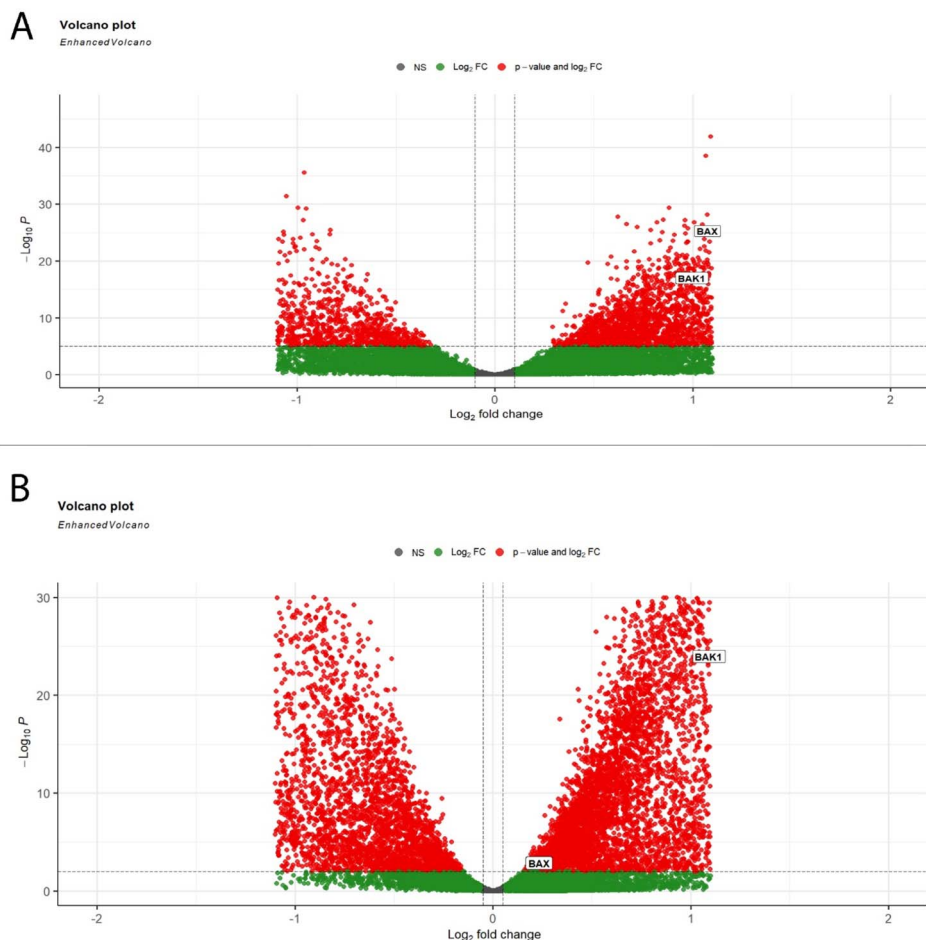 A
Volcano plot
EnhancedVolcano
NS Log₂ FC p – value and log₂ FC
40
30
20
10
0
– Log₁₀ P
BAX
BAK1
-2 -1 0 1 2
Log₂ fold change
B
Volcano plot
EnhancedVolcano
NS Log₂ FC p – value and log₂ FC
30
20
10
0
– Log₁₀ P
BAK1
BAX
-2 -1 0 1 2
Log₂ fold change